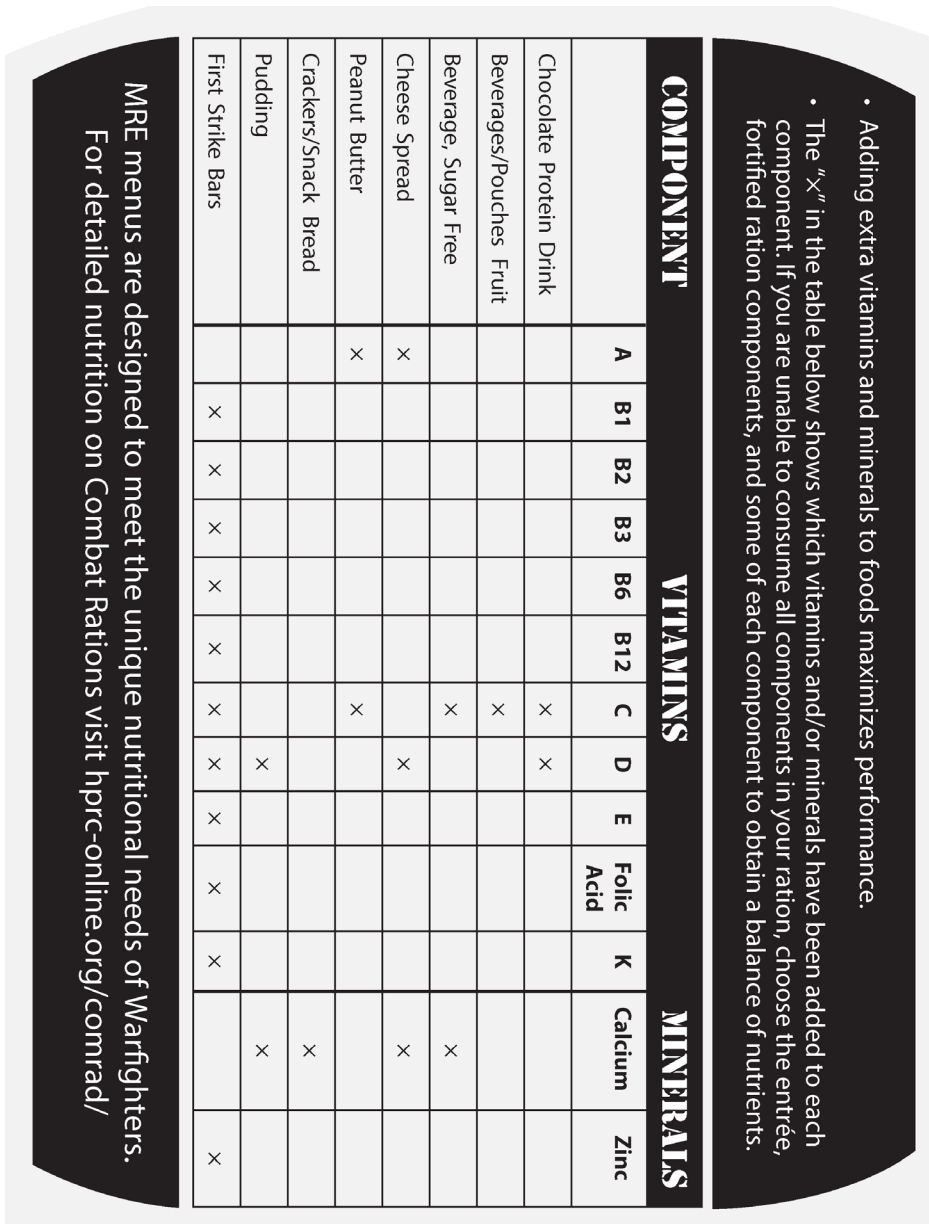 • Adding extra vitamins and minerals to foods maximizes performance.
• The “×” in the table below shows which vitamins and/or minerals have been added to each
component. If you are unable to consume all components in your ration, choose the entrée,
fortified ration components, and some of each component to obtain a balance of nutrients.
COMPONENT VITAMINS MINERALS
A B1 B2 B3 B6 B12 C D E Folic Acid K Calcium Zinc
Chocolate Protein Drink × ×
Beverages/Pouches Fruit ×
Beverage, Sugar Free × ×
Cheese Spread × × ×
Peanut Butter × ×
Crackers/Snack Bread ×
Pudding × ×
First Strike Bars × × × × × × × × × × ×
MRE menus are designed to meet the unique nutritional needs of Warfighters.
For detailed nutrition on Combat Rations visit hprc-online.org/comrad/